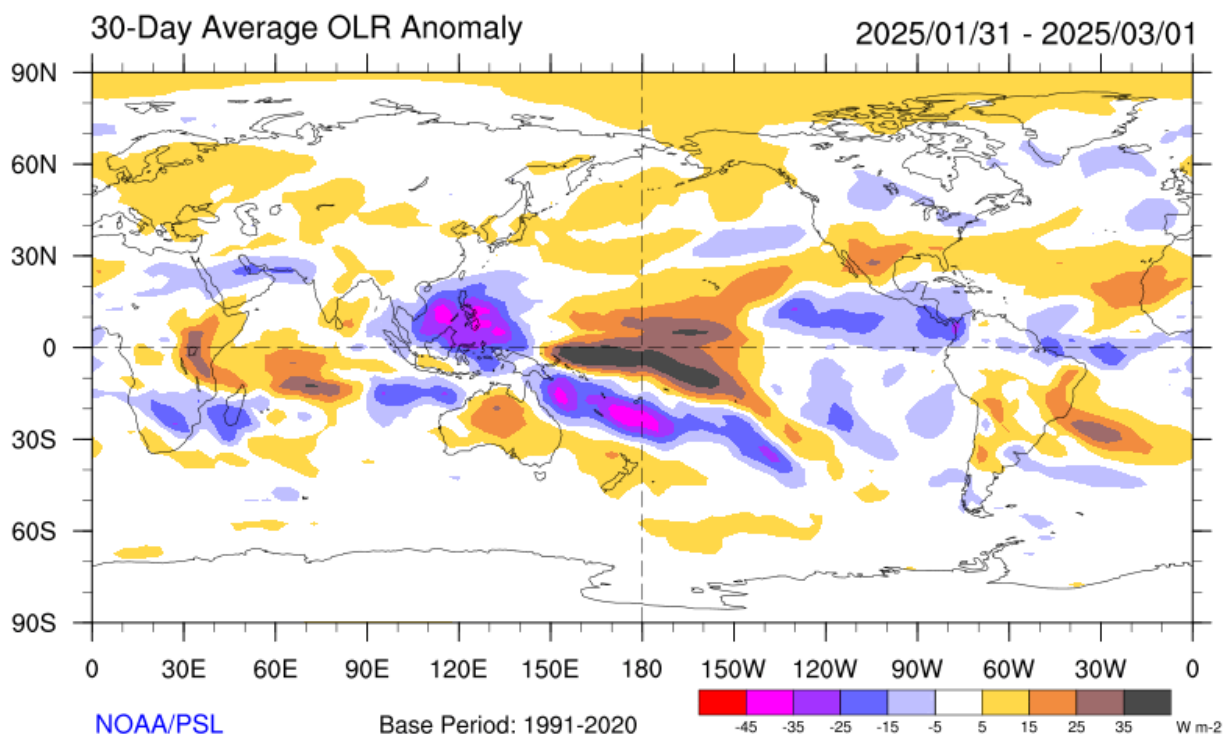 30-Day Average OLR Anomaly 2025/01/31 - 2025/03/01
90N
60N
30N
0
30S
60S
90S
0 30E 60E 90E 120E 150E 180 150W 120W 90W 60W 30W 0
-45 -35 -25 -15 -5 5 15 25 35 W m-2
NOAA/PSL Base Period: 1991-2020